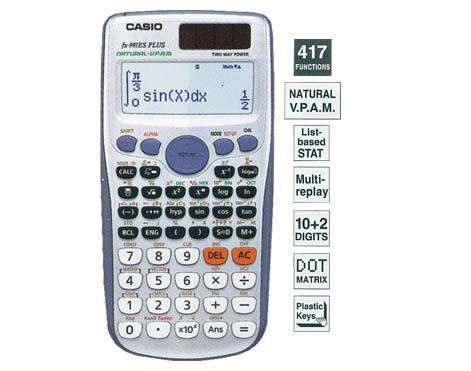 CASIO
fx-991ES PLUS
NATURAL-V.P.A.M.
TWO WAY POWER
Math▼▲
π
3
∫ sin(X)dx
0
1
2
SHIFT ALPHA MODE SETUP ON
REPLAY
CALC x⁻¹ log
x² log ln
(−) hyp sin cos tan
RCL ENG ( ) S⇔D M+
7 8 9 DEL AC
4 5 6 × ÷
1 2 3 + −
0 · ×10ˣ Ans =
417
FUNCTIONS
NATURAL
V.P.A.M.
List-
based
STAT
Multi-
replay
10+2
DIGITS
DOT
MATRIX
Plastic
Keys